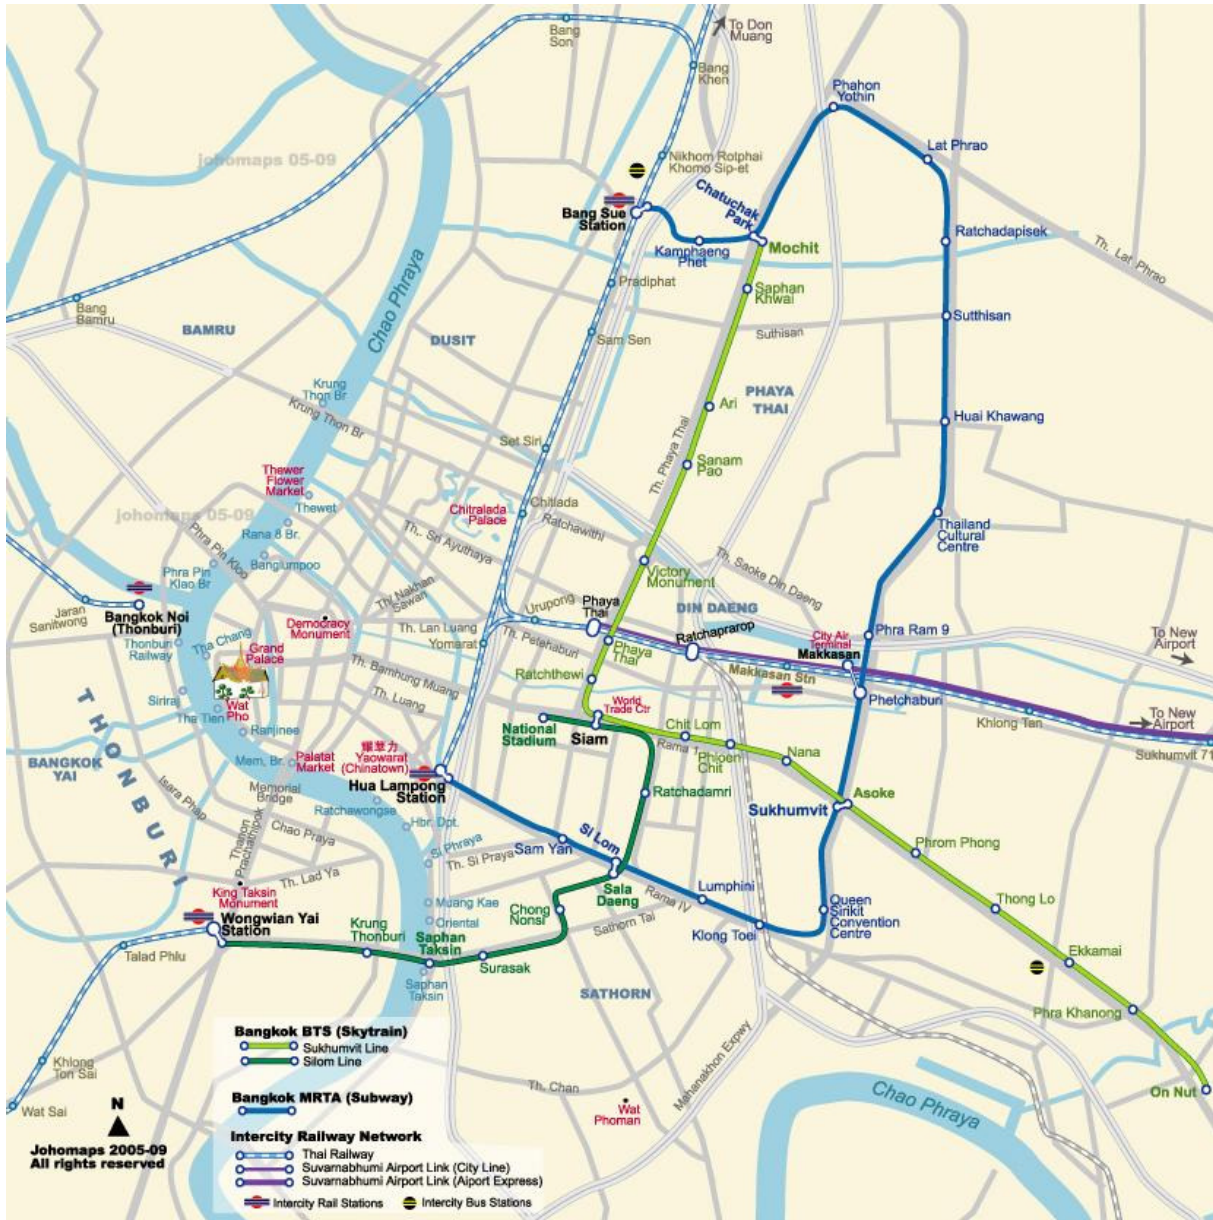 To Don
Muang
Bang
Son
Bang
Khen
Phahon
Yothin
Lat Phrao
johomaps 05-09
Nikhom Rotphai
Khomo Sip-et
Chatuchak
Park
Bang Sue
Station
Kamphaeng
Phet
Mochit
Ratchadapisek
Th. Lat Phrao
Chao Phraya
Pradiphat
Saphan
Khwai
Bang
Bamru
BAMRU
DUSIT
Sam Sen
Suthisan
Sutthisan
Krung
Thon Br
Krung Thon Br
PHAYA
THAI
Ari
Huai Khawang
Th. Phaya Thai
Set Siri
Sanam
Pao
Thewer
Flower
Market
Thewet
Chitralada
Palace
Chitlada
johomaps 05-09
Rana 8 Br.
Phra Pin Kloo
Ratchawithi
Th.. Sri Ayuthaya
Thailand
Cultural
Centre
Banglumpoo
Phra Pin
Klao Br
Victory
Monument
Th. Saoke Din Daeng
Th/ Nakhan
Sawan
Jaran
Sanitwong
Bangkok Noi
(Thonburi)
Urupong
Phaya
Thai
DIN DAENG
Democracy
Monument
Th. Lan Luang
Yomarat
Th. Petehaburi
Ratchaprarop
City Air
Terminal
Makkasan
Phra Ram 9
To New
Airport
Thonburi
Railway
Tha Chang
Grand
Palace
Phaya
Thai
Th. Bamhung Muang
Ratchthewi
Makkasan Stn
Siriraj
Tha Tien
Wat
Pho
Th. Luang
World
Trade Ctr
Phetchaburi
Khlong Tan
To New
Airport
Ranjinee
National
Stadium
Siam
Chit Lom
Rama 1
Phloen
Chit
Nana
Sukhumvit 71
THONBURI
BANGKOK
YAI
Mem, Br.
Palatat
Market
耀華力
Yaowarat
(Chinatown)
Memorial
Bridge
Hua Lampong
Station
Ratchadamri
Sukhumvit
Asoke
Isara Phap
Ratchawongse
Chao Praya
Hbr. Dpt.
Thanon
Prachathipok
Si Phraya
Th. Si Praya
Sam Yan
Si Lom
Phrom Phong
Th. Lad Ya
King Taksin
Monument
Muang Kae
Sala
Daeng
Rama IV
Lumphini
Thong Lo
Wongwian Yai
Station
Krung
Thonburi
Oriental
Chong
Nonsi
Sathorn Tai
Klong Toei
Queen
Sirikit
Convention
Centre
Talad Phlu
Saphan
Taksin
Surasak
Ekkamai
Saphan
Taksin
SATHORN
Phra Khanong
Khlong
Ton Sai
Wat Sai
Th. Chan
Mahanakhon Expwy
Wat
Phoman
Chao Phraya
On Nut
Bangkok BTS (Skytrain)
Sukhumvit Line
Silom Line
Bangkok MRTA (Subway)
Intercity Railway Network
Thai Railway
Suvarnabhumi Airport Link (City Line)
Suvarnabhumi Airport Link (Aiport Express)
Intercity Rail Stations
Intercity Bus Stations
N
Johomaps 2005-09
All rights reserved